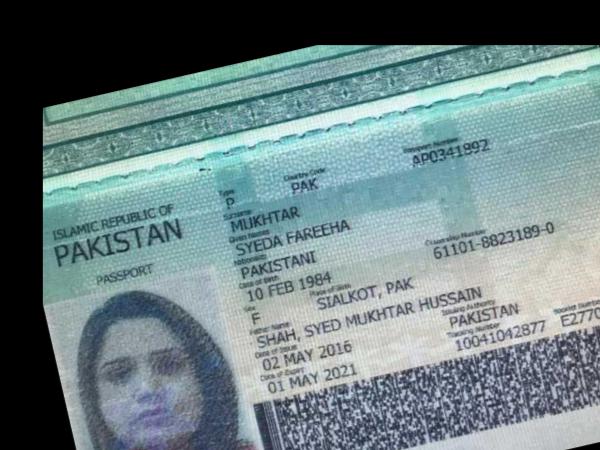 ISLAMIC REPUBLIC OF
PAKISTAN
PASSPORT
Type Country Code Passport Number
P PAK AP0341892
Surname
MUKHTAR
Given Names
SYEDA FAREEHA
Nationality Citizenship Number
PAKISTANI 61101-8823189-0
Date of Birth
10 FEB 1984
Sex Place of Birth
F SIALKOT, PAK
Father Name
SHAH, SYED MUKHTAR HUSSAIN
Date of Issue Issuing Authority
02 MAY 2016 PAKISTAN
Date of Expiry Tracking Number Booklet Number
01 MAY 2021 10041042877